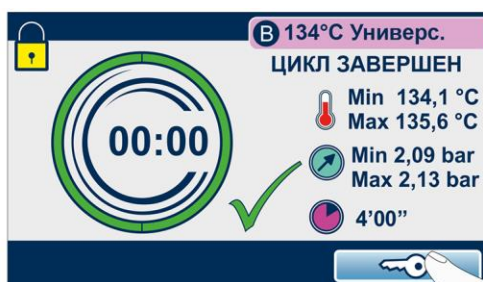 B 134°C Универс.
ЦИКЛ ЗАВЕРШЕН
Min 134,1 °C
Max 135,6 °C
00:00
Min 2,09 bar
Max 2,13 bar
4'00”